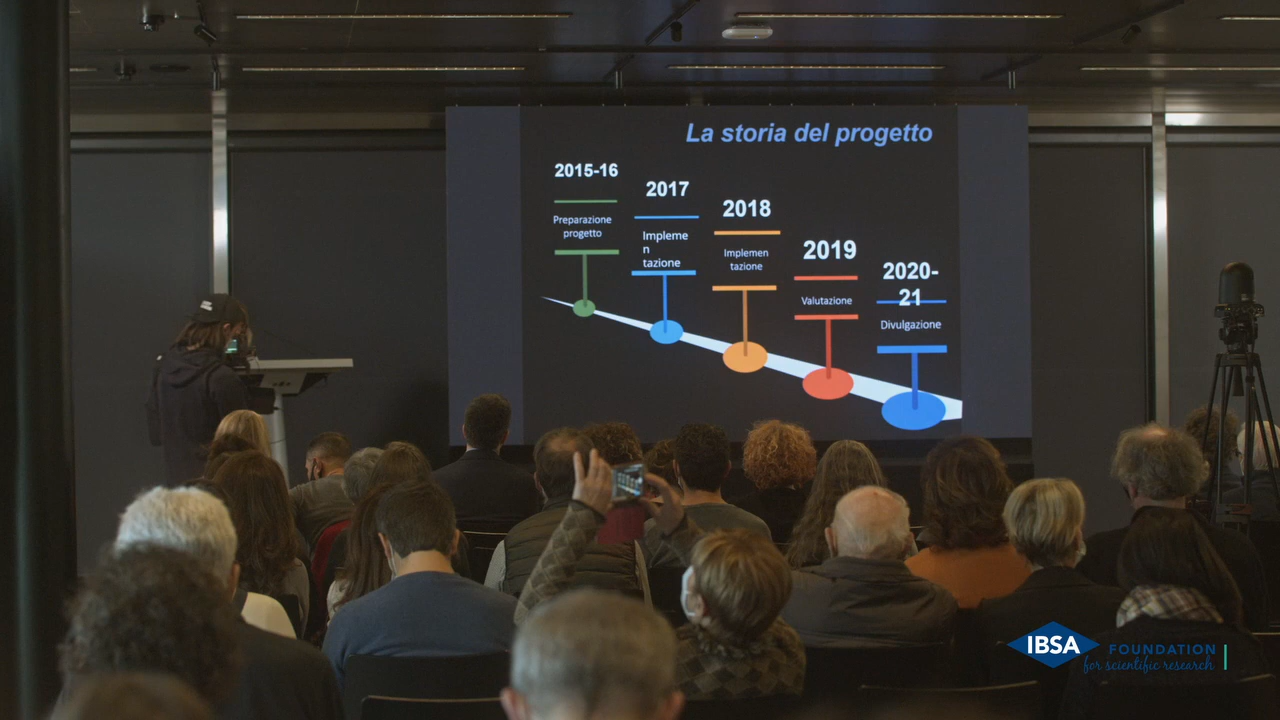 La storia del progetto
2015-16
Preparazione
progetto
2017
Impleme
n
tazione
2018
Implemen
tazione
2019
Valutazione
2020-
21
Divulgazione
IBSA FOUNDATION
for scientific research